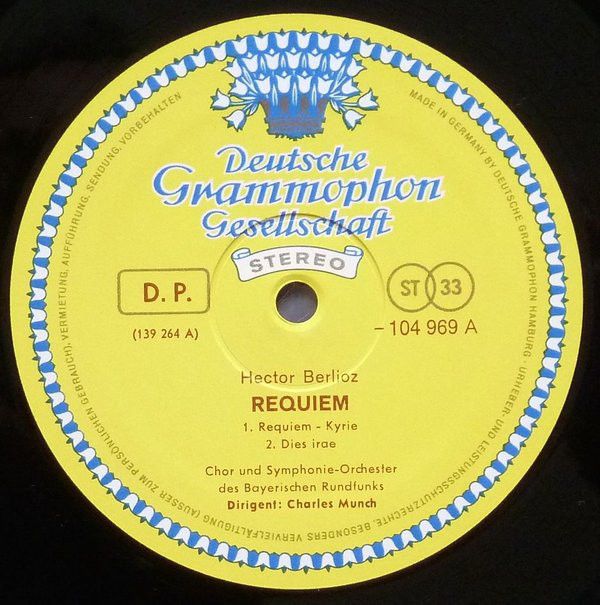 Deutsche
Grammophon
Gesellschaft
STEREO
D. P.
(139 264 A)
ST 33
– 104 969 A
Hector Berlioz
REQUIEM
1. Requiem – Kyrie
2. Dies irae
Chor und Symphonie-Orchester
des Bayerischen Rundfunks
Dirigent: Charles Munch
MADE IN GERMANY BY DEUTSCHE GRAMMOPHON HAMBURG · URHEBER- UND LEISTUNGSSCHUTZRECHTE, BESONDERS VERVIELFÄLTIGUNG (AUSSER ZUM PERSÖNLICHEN GEBRAUCH), VERMIETUNG, AUFFÜHRUNG, SENDUNG, VORBEHALTEN